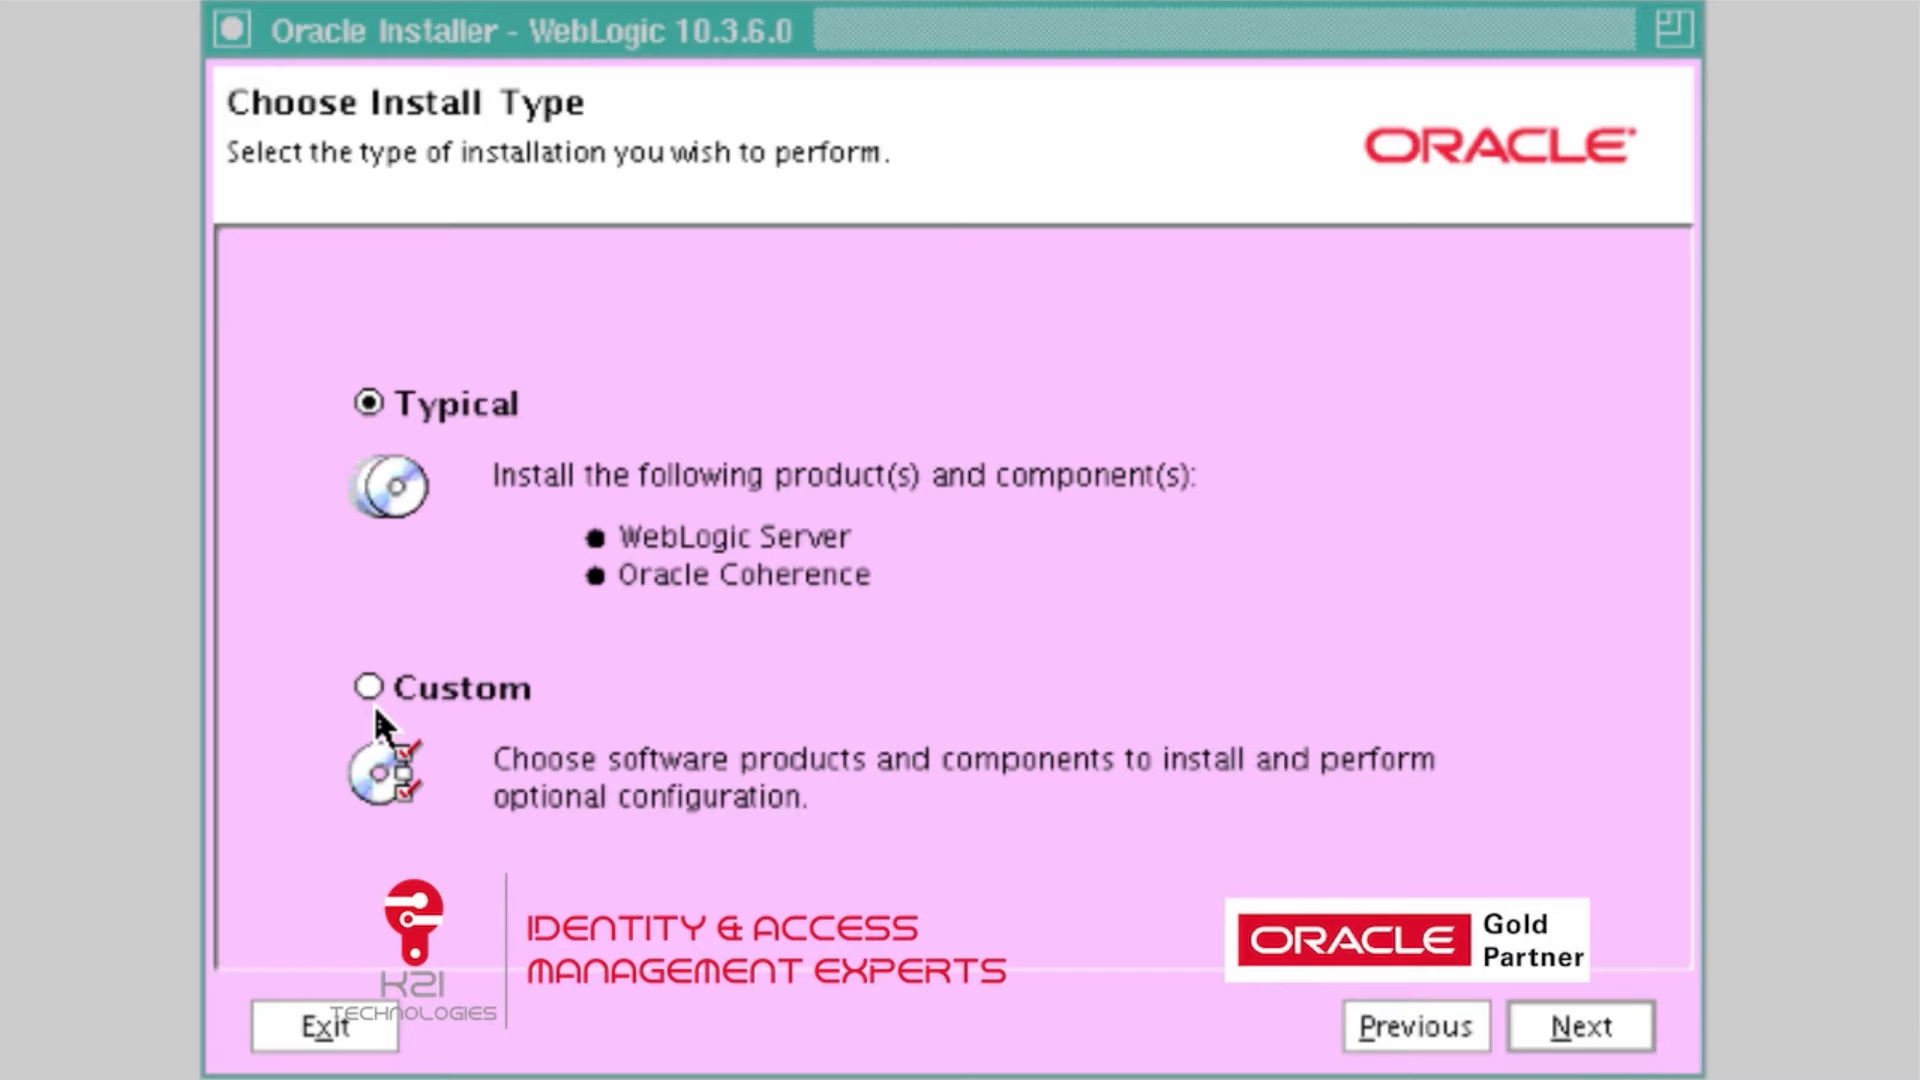 Oracle Installer - WebLogic 10.3.6.0
Choose Install Type
Select the type of installation you wish to perform.
ORACLE
Typical
Install the following product(s) and component(s):
WebLogic Server
Oracle Coherence
Custom
Choose software products and components to install and perform
optional configuration.
K21
TECHNOLOGIES
IDENTITY & ACCESS
MANAGEMENT EXPERTS
ORACLE
Gold
Partner
Exit
Previous
Next